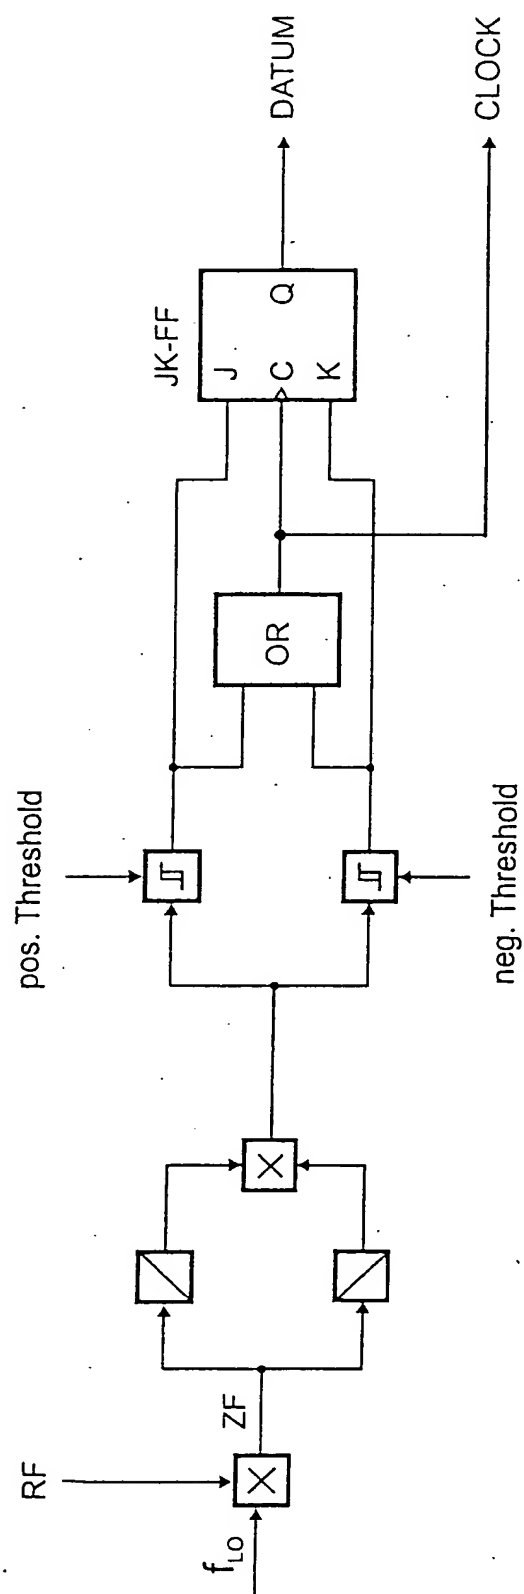 RF
f_LO
×
ZF
×
pos. Threshold
neg. Threshold
OR
JK-FF
J
C
K
Q
DATUM
CLOCK